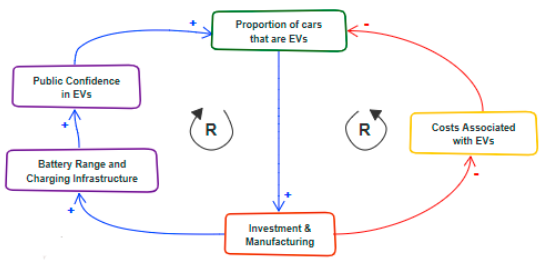 +
Proportion of cars
that are EVs
-
Public Confidence
in EVs
R
R
Costs Associated
with EVs
+
Battery Range and
Charging Infrastructure
-
+
+
Investment &
Manufacturing